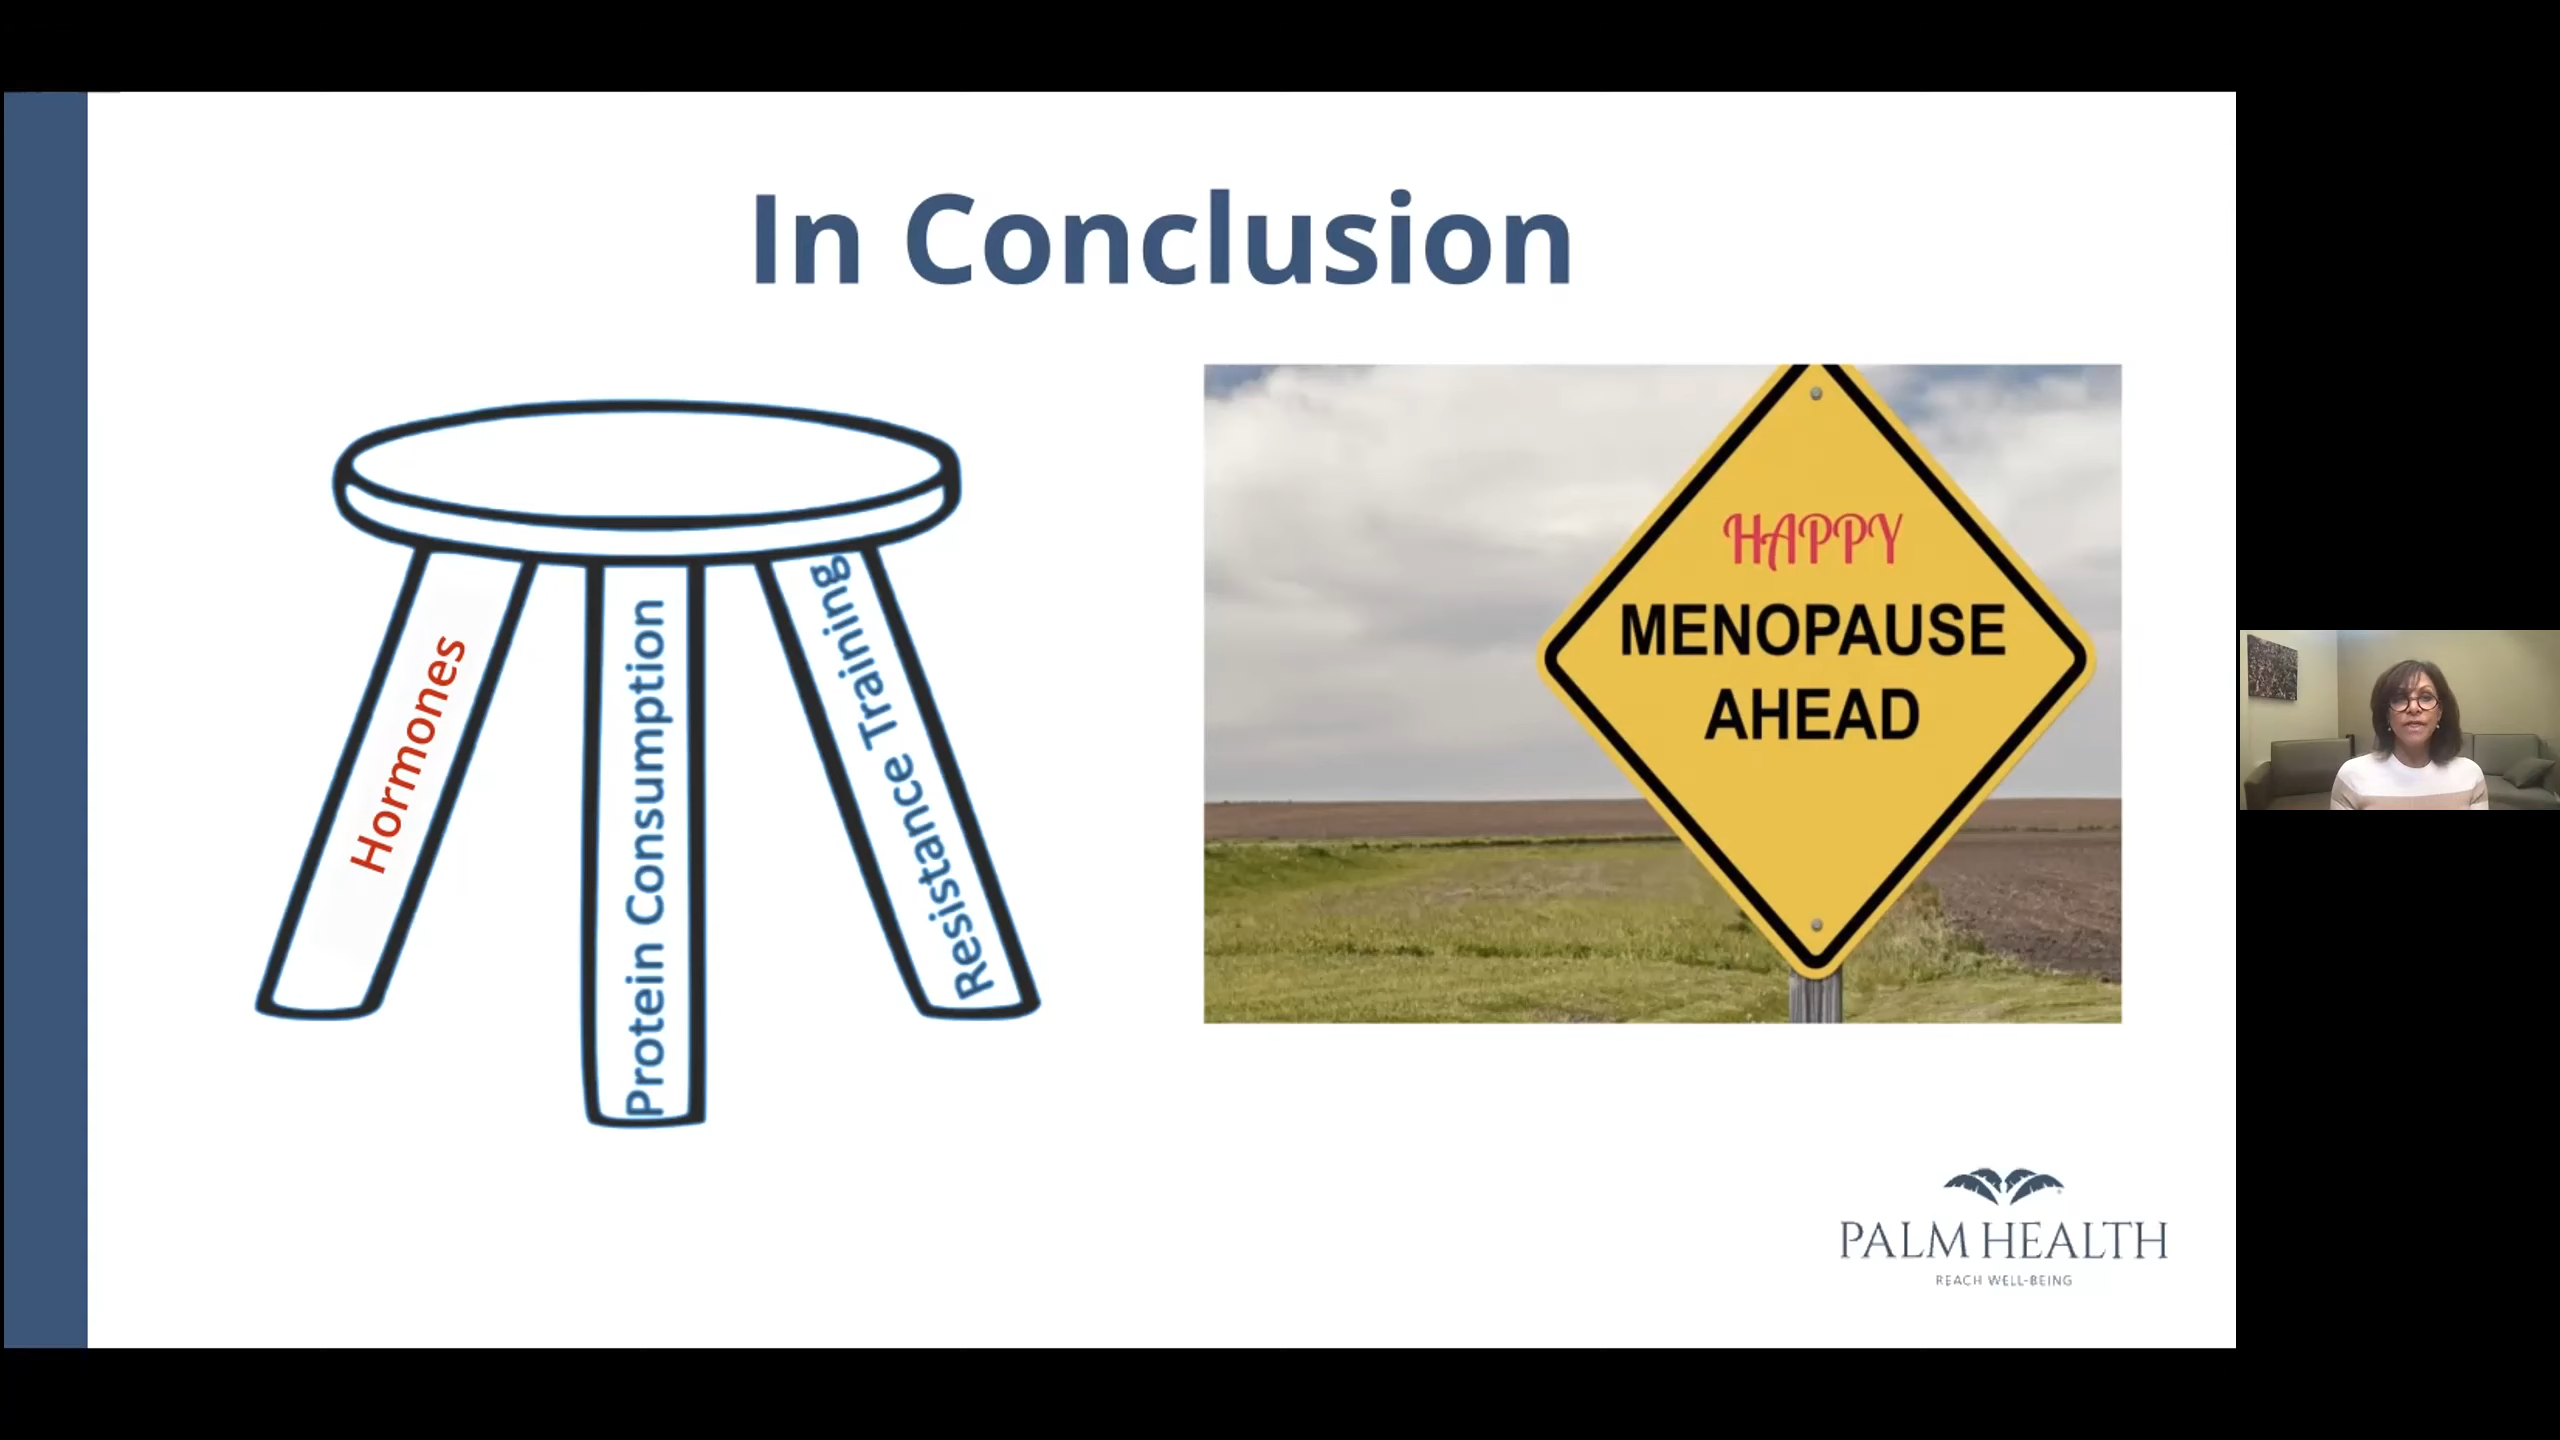 In Conclusion
Hormones
Protein Consumption
Resistance Training
HAPPY
MENOPAUSE
AHEAD
PALM HEALTH
REACH WELL-BEING